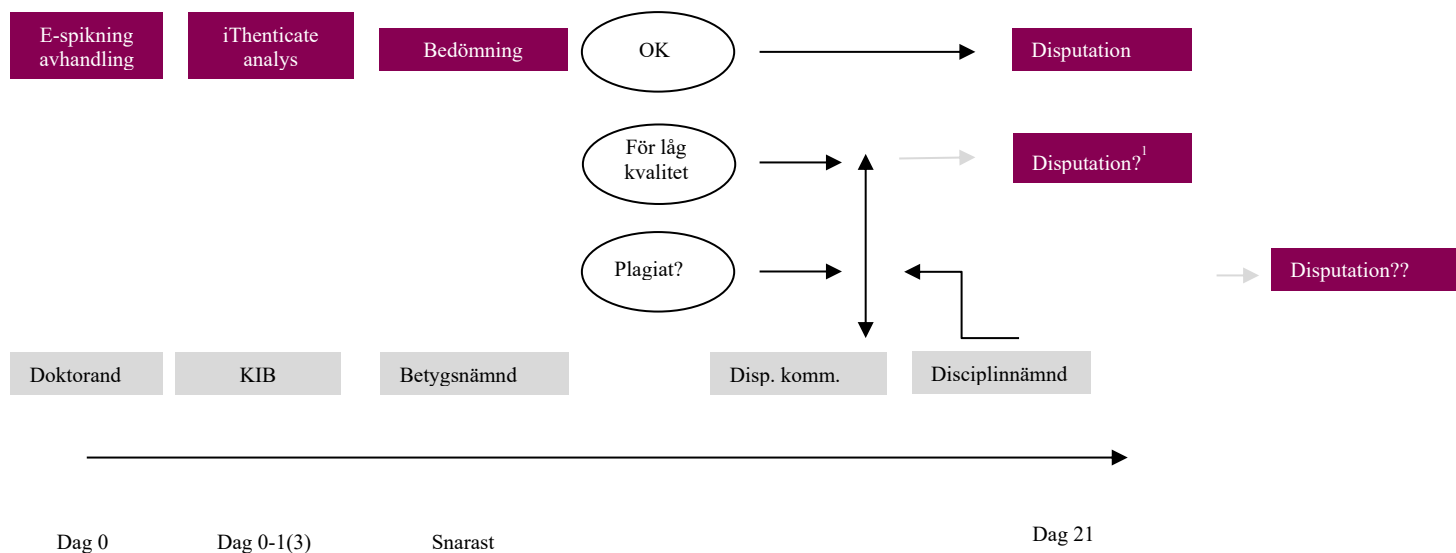 E-spikning
avhandling
iThenticate
analys
Bedömning
OK
Disputation
För låg
kvalitet
Disputation?1
Plagiat?
Disputation??
Doktorand
KIB
Betygsnämnd
Disp. komm.
Disciplinnämnd
Dag 0
Dag 0-1(3)
Snarast
Dag 21